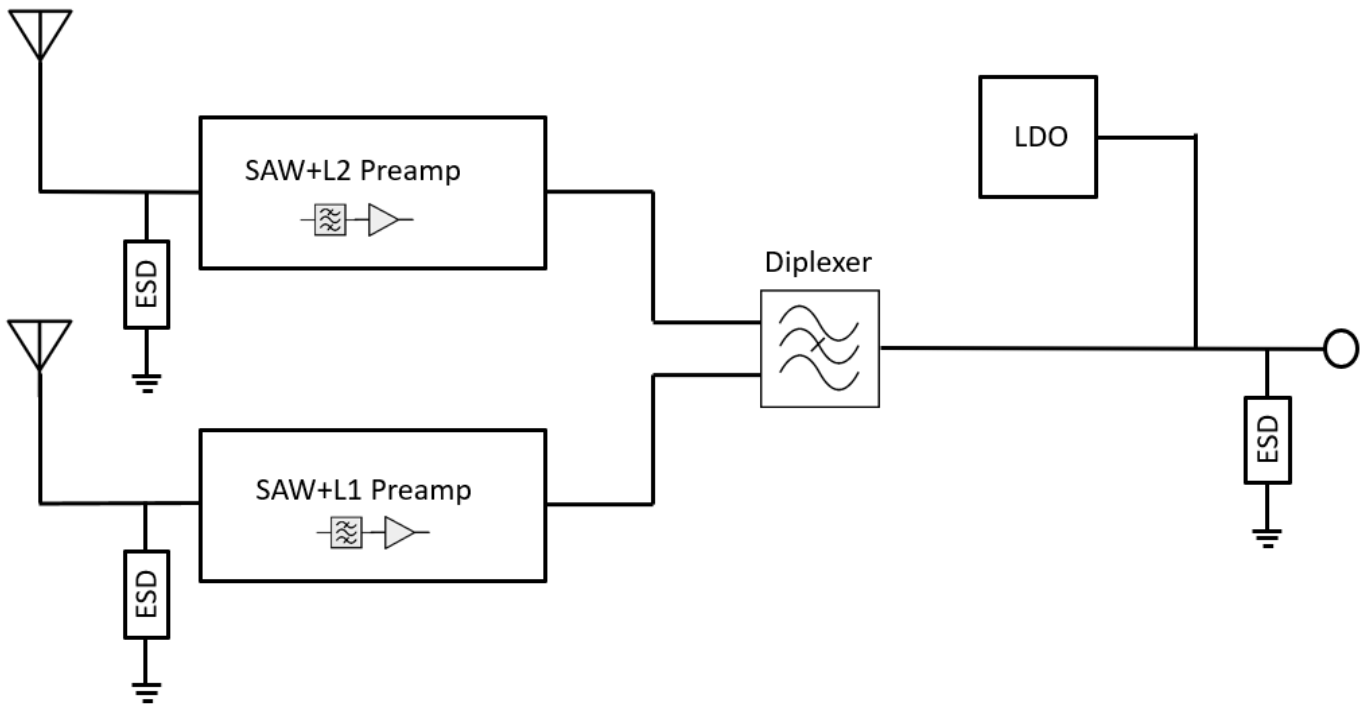 SAW+L2 Preamp
LDO
ESD
Diplexer
SAW+L1 Preamp
ESD
ESD